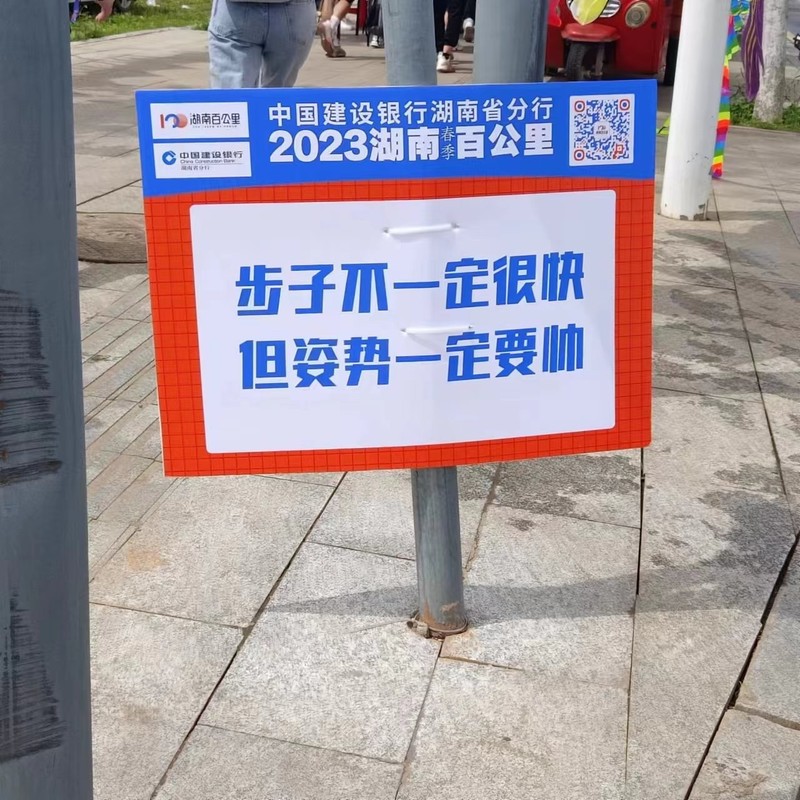 湖南百公里
中国建设银行
China Construction Bank
湖南省分行
中国建设银行湖南省分行
2023湖南春季百公里
步子不一定很快
但姿势一定要帅